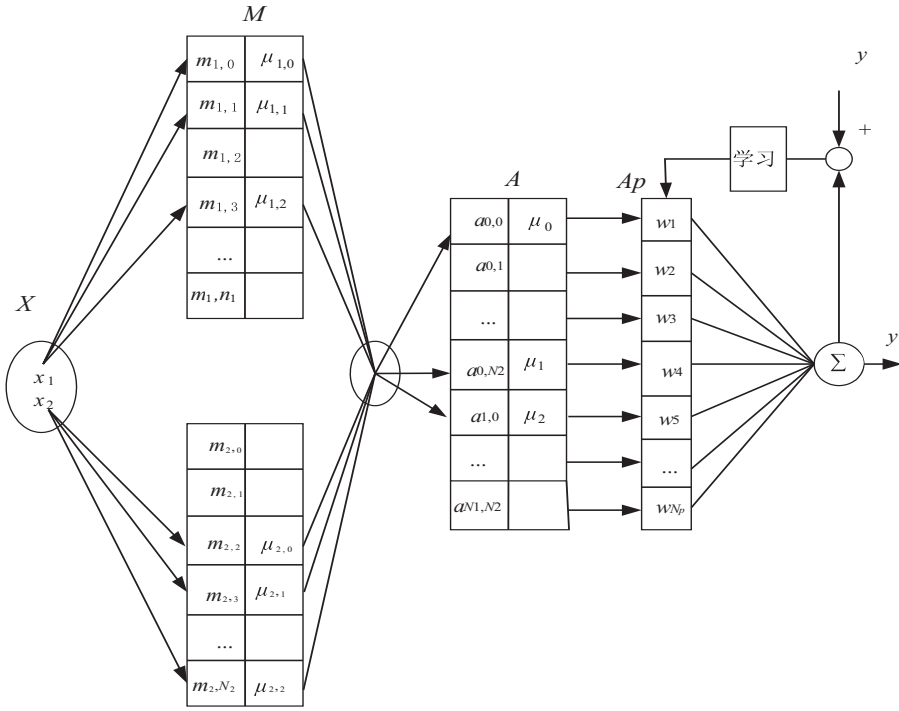 M
m1,0 μ1,0
m1,1 μ1,1
m1,2
m1,3 μ1,2
...
m1,n1
X
x1
x2
m2,0
m2,1
m2,2 μ2,0
m2,3 μ2,1
...
m2,N2 μ2,2
A
a0,0 μ0
a0,1
...
a0,N2 μ1
a1,0 μ2
...
aN1,N2
Ap
w1
w2
w3
w4
w5
...
wNp
学习
y
+
Σ
y